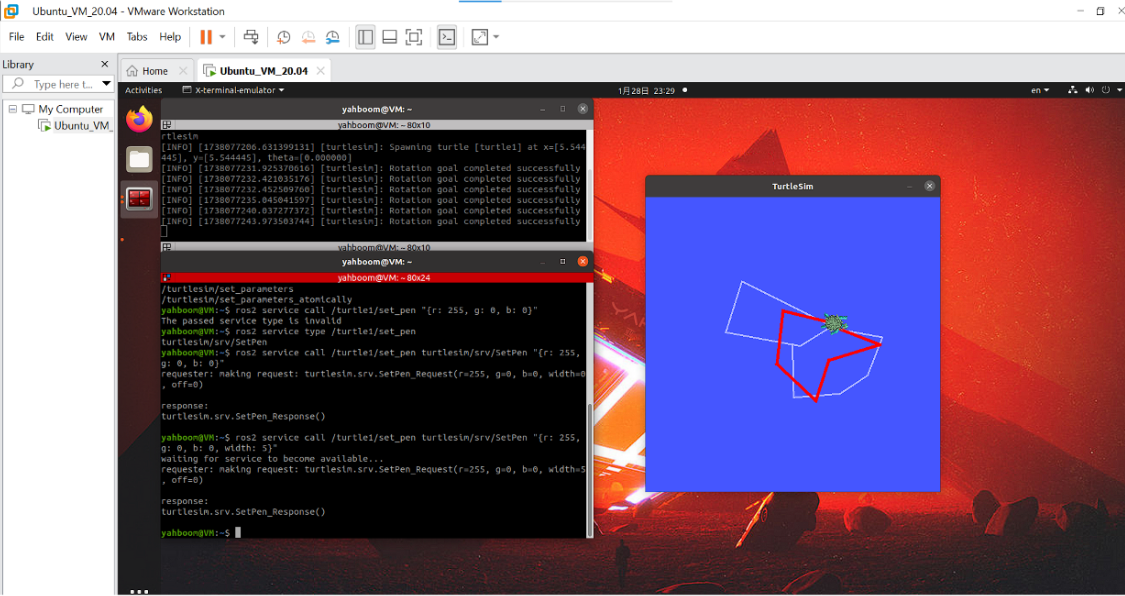 Ubuntu_VM_20.04 - VMware Workstation
File Edit View VM Tabs Help
Library
Type here t...
My Computer
Ubuntu_VM_
Home
Ubuntu_VM_20.04
Activities
X-terminal-emulator
1月28日 23:29
en
yahboom@VM: ~
yahboom@VM: ~ 80x10
rtlesim
[INFO] [1738077206.631399131] [turtlesim]: Spawning turtle [turtle1] at x=[5.544
445], y=[5.544445], theta=[0.000000]
[INFO] [1738077231.925370616] [turtlesim]: Rotation goal completed successfully
[INFO] [1738077232.421035176] [turtlesim]: Rotation goal completed successfully
[INFO] [1738077232.452509760] [turtlesim]: Rotation goal completed successfully
[INFO] [1738077235.045041597] [turtlesim]: Rotation goal completed successfully
[INFO] [1738077240.037277372] [turtlesim]: Rotation goal completed successfully
[INFO] [1738077243.973503744] [turtlesim]: Rotation goal completed successfully
yahboom@VM: ~ 80x10
yahboom@VM: ~
yahboom@VM: ~ 80x24
/turtlesim/set_parameters
/turtlesim/set_parameters_atomically
yahboom@VM:~$ ros2 service call /turtle1/set_pen "{r: 255, g: 0, b: 0}"
The passed service type is invalid
yahboom@VM:~$ ros2 service type /turtle1/set_pen
turtlesim/srv/SetPen
yahboom@VM:~$ ros2 service call /turtle1/set_pen turtlesim/srv/SetPen "{r: 255,
g: 0, b: 0}"
requester: making request: turtlesim.srv.SetPen_Request(r=255, g=0, b=0, width=0
, off=0)
response:
turtlesim.srv.SetPen_Response()
yahboom@VM:~$ ros2 service call /turtle1/set_pen turtlesim/srv/SetPen "{r: 255,
g: 0, b: 0, width: 5}"
waiting for service to become available...
requester: making request: turtlesim.srv.SetPen_Request(r=255, g=0, b=0, width=5
, off=0)
response:
turtlesim.srv.SetPen_Response()
yahboom@VM:~$
TurtleSim